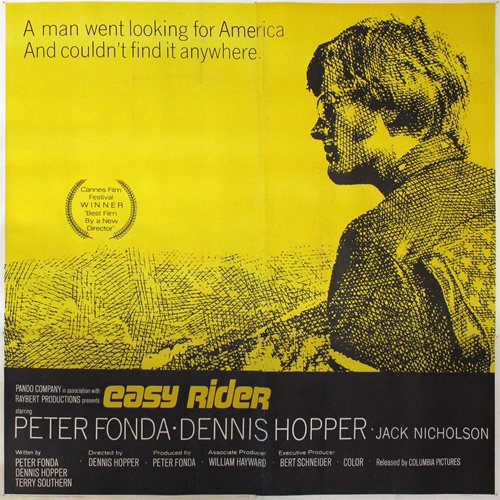 A man went looking for America
And couldn't find it anywhere.
Cannes Film
Festival
WINNER
"Best Film
By a New
Director"
PANDO COMPANY in association with
RAYBERT PRODUCTIONS presents
easy Rider
starring
PETER FONDA · DENNIS HOPPER · JACK NICHOLSON
Written by
PETER FONDA
DENNIS HOPPER
TERRY SOUTHERN
Directed by
DENNIS HOPPER
Produced by
PETER FONDA
Associate Producer
WILLIAM HAYWARD
Executive Producer
BERT SCHNEIDER
COLOR
Released by COLUMBIA PICTURES